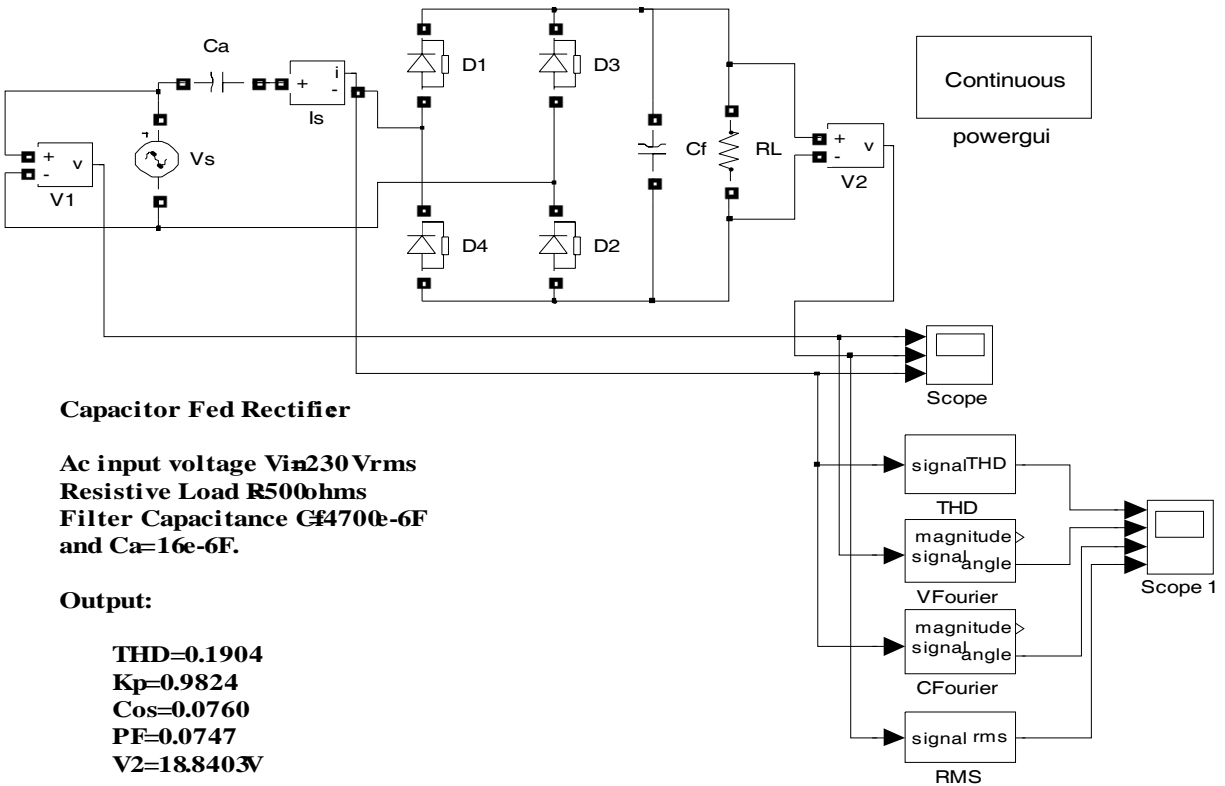 Ca
D1
D3
Continuous
powergui
i
+
-
Is
Vs
+
-
v
V1
Cf
RL
+
-
v
V2
D4
D2
Scope
Capacitor Fed Rectifier
Ac input voltage Vin=230 Vrms
Resistive Load R=500 ohms
Filter Capacitance Cf=4700e-6F
and Ca=16e-6F.
Output:
THD=0.1904
Kp=0.9824
Cos=0.0760
PF=0.0747
V2=18.8403V
signal THD
THD
magnitude
signal
angle
VFourier
magnitude
signal
angle
CFourier
signal rms
RMS
Scope 1